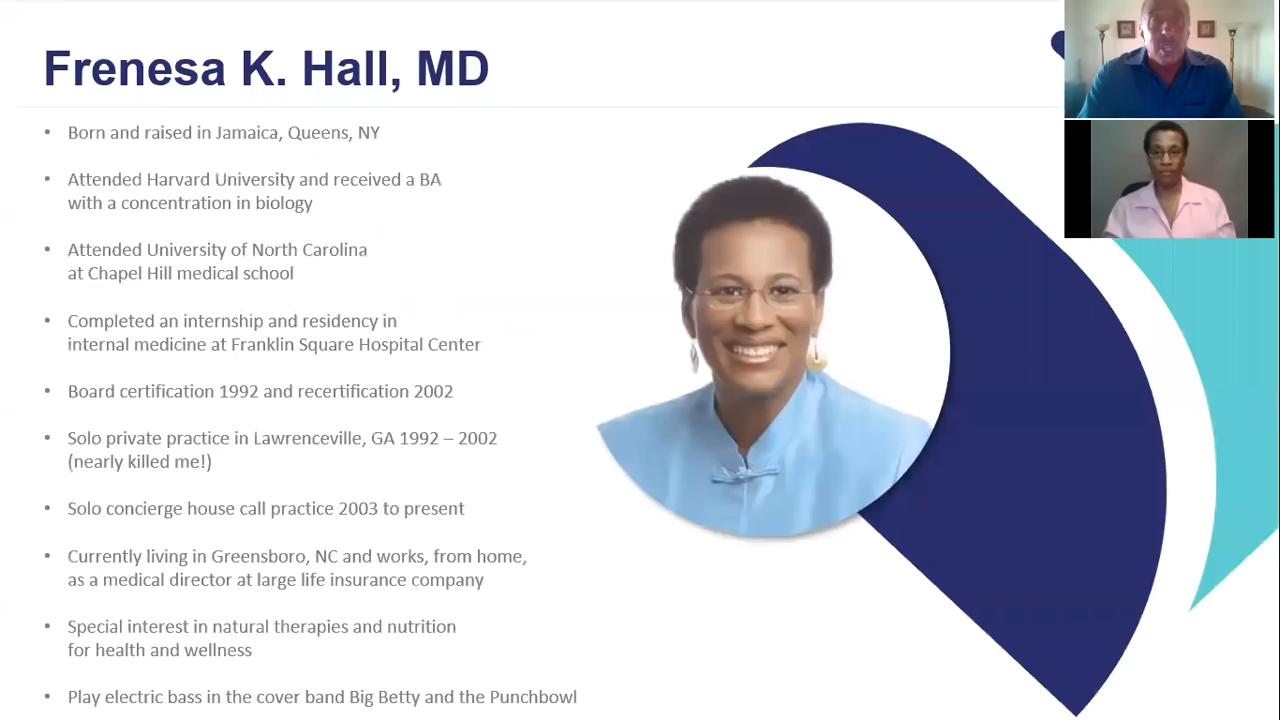 Frenesa K. Hall, MD
• Born and raised in Jamaica, Queens, NY
• Attended Harvard University and received a BA
with a concentration in biology
• Attended University of North Carolina
at Chapel Hill medical school
• Completed an internship and residency in
internal medicine at Franklin Square Hospital Center
• Board certification 1992 and recertification 2002
• Solo private practice in Lawrenceville, GA 1992 – 2002
(nearly killed me!)
• Solo concierge house call practice 2003 to present
• Currently living in Greensboro, NC and works, from home,
as a medical director at large life insurance company
• Special interest in natural therapies and nutrition
for health and wellness
• Play electric bass in the cover band Big Betty and the Punchbowl